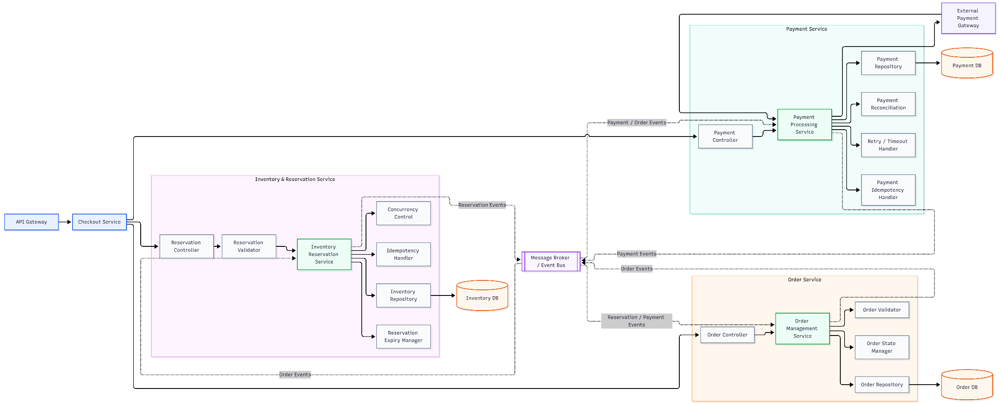 External
Payment
Gateway
Payment Service
Payment
Repository
Payment DB
Payment
Reconciliation
Payment
Processing
Service
Payment / Order Events
Payment
Controller
Retry / Timeout
Handler
Payment
Idempotency
Handler
Inventory & Reservation Service
Reservation Events
Concurrency
Control
API Gateway
Checkout Service
Reservation
Controller
Reservation
Validator
Inventory
Reservation
Service
Idempotency
Handler
Message Broker
/ Event Bus
Payment Events
Order Events
Order Service
Inventory
Repository
Inventory DB
Reservation
Expiry Manager
Reservation / Payment
Events
Order Validator
Order
Management
Service
Order Controller
Order State
Manager
Order Events
Order Repository
Order DB